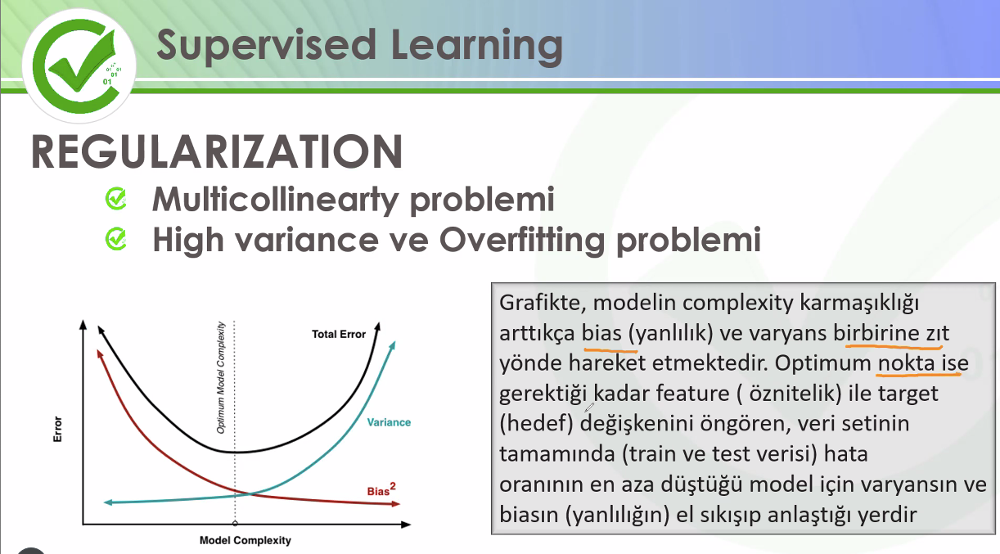 Supervised Learning
01
REGULARIZATION
Multicollinearty problemi
High variance ve Overfitting problemi
Error
Optimum Model Complexity
Total Error
Variance
Bias2
Model Complexity
Grafikte, modelin complexity karmaşıklığı
arttıkça bias (yanlılık) ve varyans birbirine zıt
yönde hareket etmektedir. Optimum nokta ise
gerektiği kadar feature ( öznitelik) ile target
(hedef) değişkenini öngören, veri setinin
tamamında (train ve test verisi) hata
oranının en aza düştüğü model için varyansın ve
biasın (yanlılığın) el sıkışıp anlaştığı yerdir